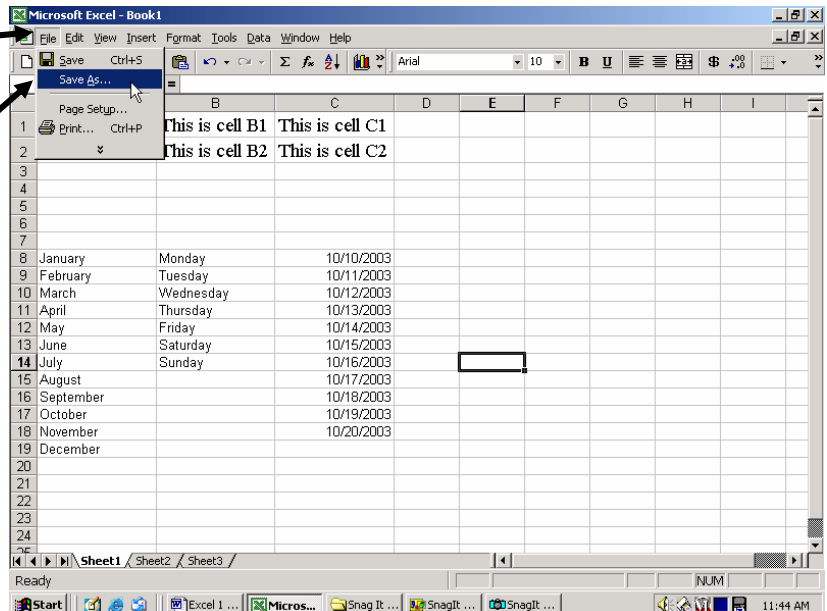 Microsoft Excel - Book1
File Edit View Insert Format Tools Data Window Help
Save Ctrl+S
Save As...
Page Setup...
Print... Ctrl+P
Arial 10 B U $ .00 .0
=
B C D E F G H I
1 This is cell B1 This is cell C1
2 This is cell B2 This is cell C2
3
4
5
6
7
8 January Monday 10/10/2003
9 February Tuesday 10/11/2003
10 March Wednesday 10/12/2003
11 April Thursday 10/13/2003
12 May Friday 10/14/2003
13 June Saturday 10/15/2003
14 July Sunday 10/16/2003
15 August 10/17/2003
16 September 10/18/2003
17 October 10/19/2003
18 November 10/20/2003
19 December
20
21
22
23
24
25
Sheet1 Sheet2 Sheet3
Ready NUM
Start Excel 1 ... Micros... Snag It ... SnagIt ... SnagIt ... 11:44 AM